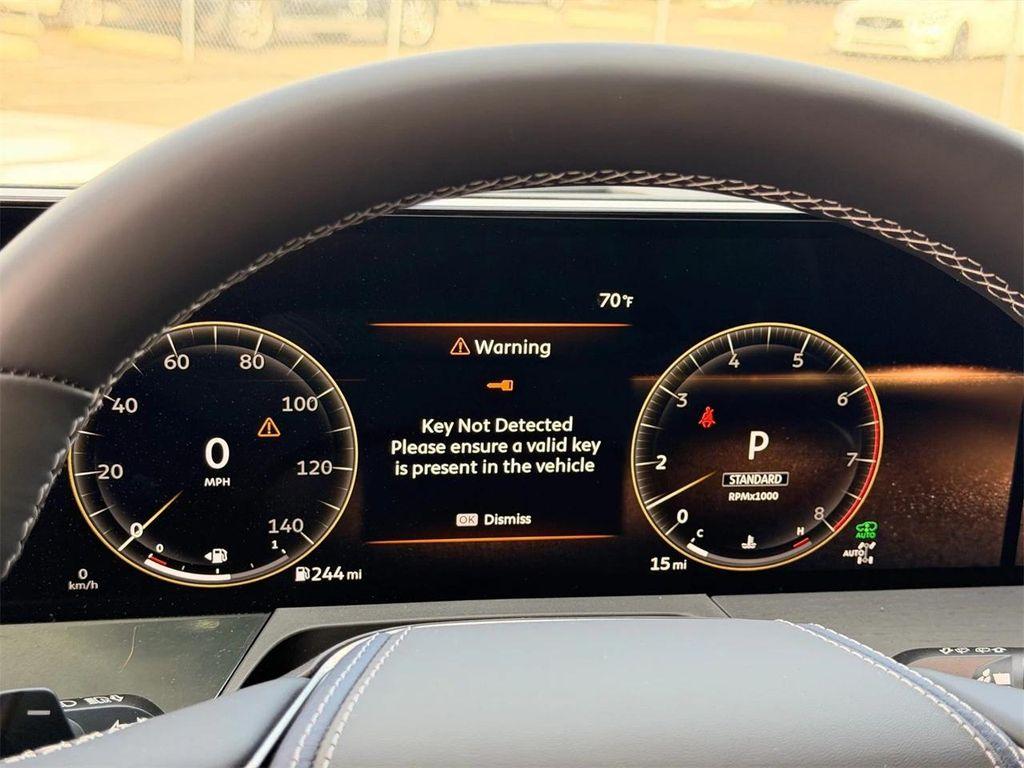 70°F
Warning
Key Not Detected
Please ensure a valid key
is present in the vehicle
OK Dismiss
0
20
40
60
80
100
120
140
0
MPH
0
1
0
km/h
244 mi
0
2
3
4
5
6
7
8
P
STANDARD
RPMx1000
C
H
15 mi
AUTO
AUTO